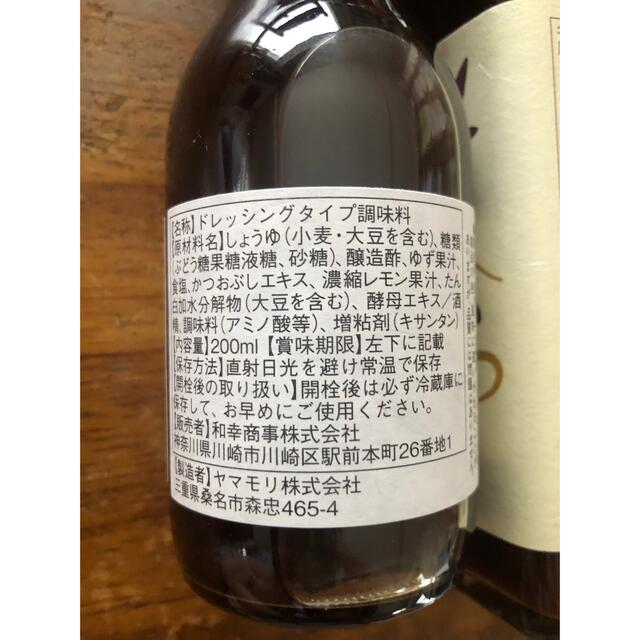 【名称】ドレッシングタイプ調味料
【原材料名】しょうゆ(小麦・大豆を含む)、糖類
(ぶどう糖果糖液糖、砂糖)、醸造酢、ゆず果汁、
食塩、かつおぶしエキス、濃縮レモン果汁、たん
白加水分解物(大豆を含む)、酵母エキス/酒
精、調味料(アミノ酸等)、増粘剤(キサンタン)
【内容量】200ml【賞味期限】左下に記載
【保存方法】直射日光を避け常温で保存
【開栓後の取り扱い】開栓後は必ず冷蔵庫に
保存して、お早めにご使用ください。
【販売者】和幸商事株式会社
神奈川県川崎市川崎区駅前本町26番地1
【製造者】ヤマモリ株式会社
三重県桑名市森忠465-4